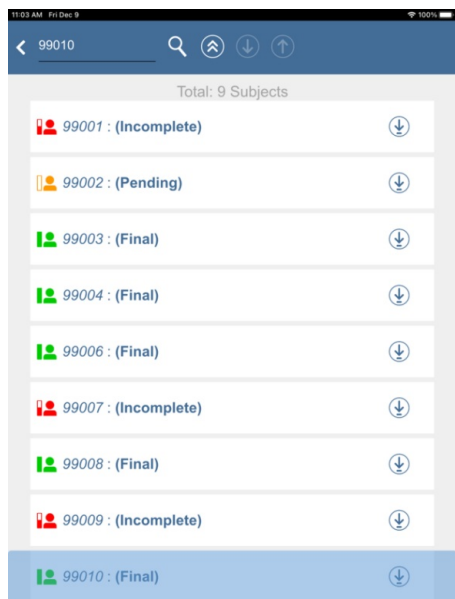 11:03 AM Fri Dec 9 100%
99010
Total: 9 Subjects
99001 : (Incomplete)
99002 : (Pending)
99003 : (Final)
99004 : (Final)
99006 : (Final)
99007 : (Incomplete)
99008 : (Final)
99009 : (Incomplete)
99010 : (Final)